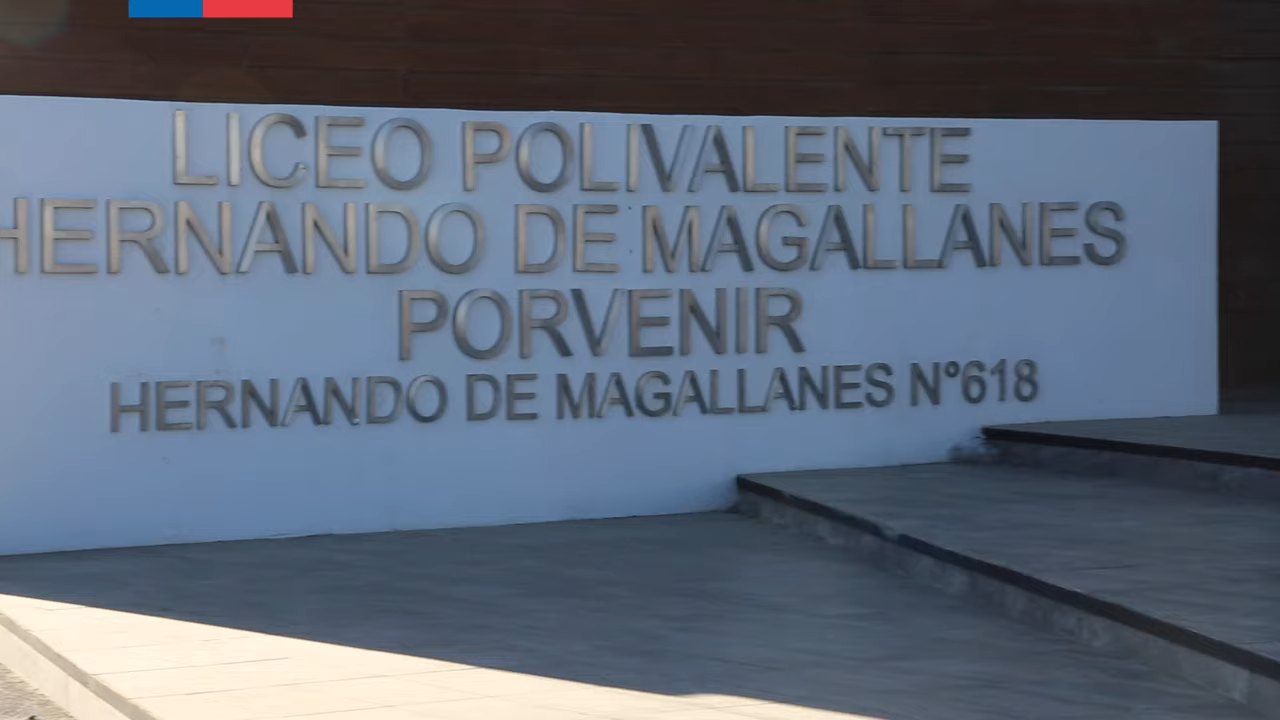 LICEO POLIVALENTE
HERNANDO DE MAGALLANES
PORVENIR
HERNANDO DE MAGALLANES N°618